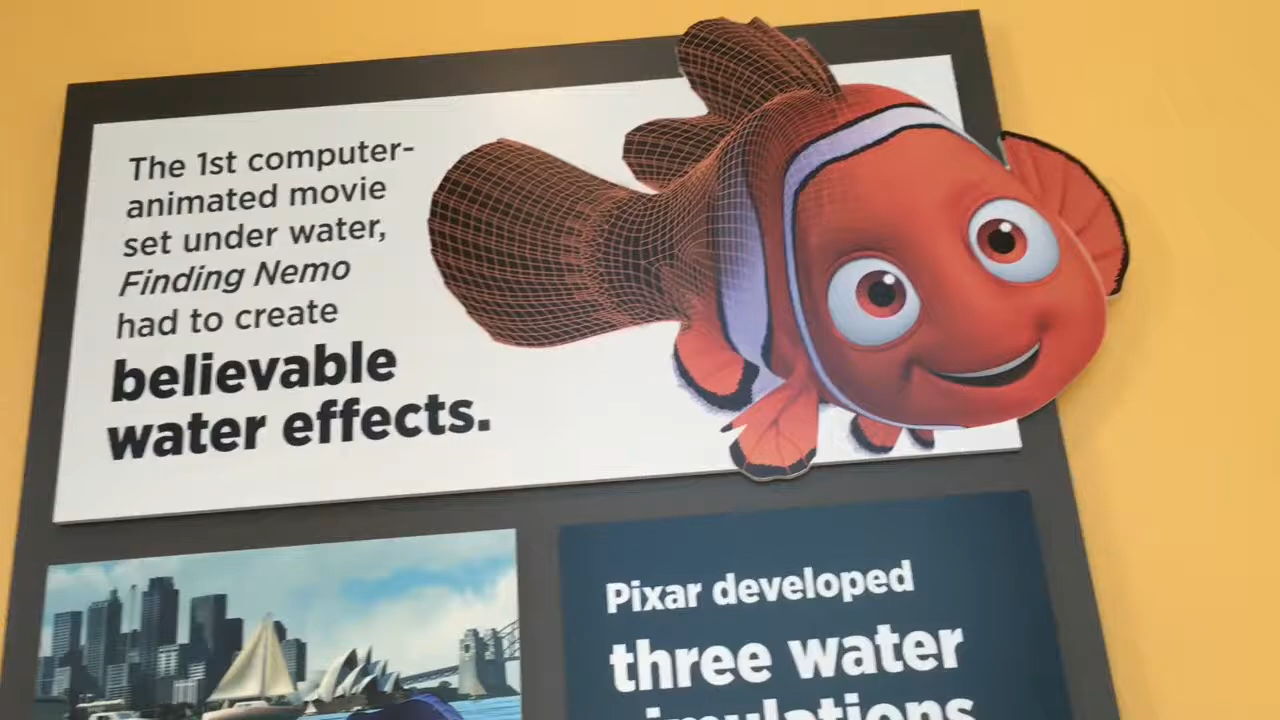 The 1st computer-
animated movie
set under water,
Finding Nemo
had to create
believable
water effects.
Pixar developed
three water
simulations